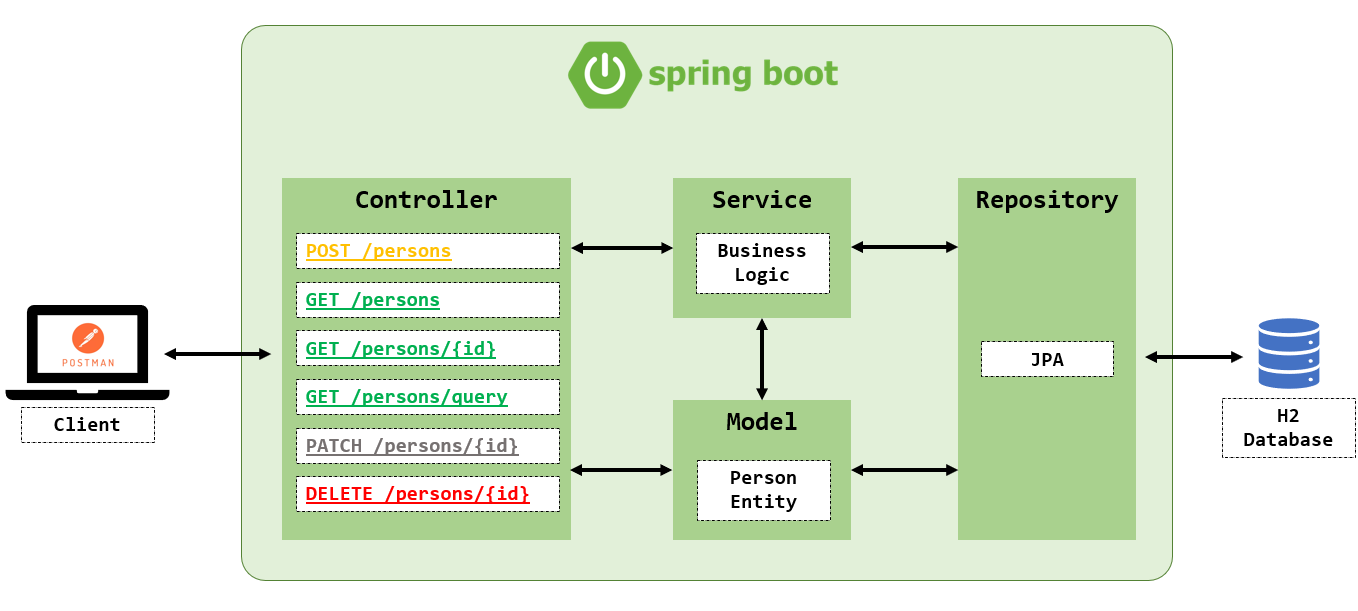 spring boot
Controller
POST /persons
GET /persons
GET /persons/{id}
GET /persons/query
PATCH /persons/{id}
DELETE /persons/{id}
Service
Business
Logic
Model
Person
Entity
Repository
JPA
POSTMAN
Client
H2
Database